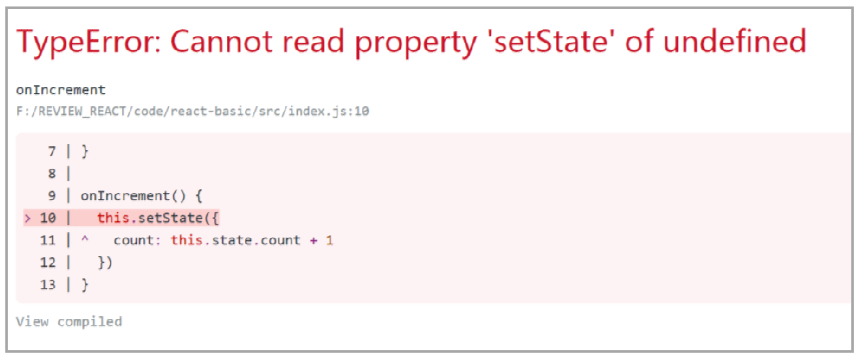 TypeError: Cannot read property 'setState' of undefined
onIncrement
F:/REVIEW_REACT/code/react-basic/src/index.js:10
7 | }
8 |
9 | onIncrement() {
> 10 |   this.setState({
11 | ^   count: this.state.count + 1
12 |   })
13 | }
View compiled